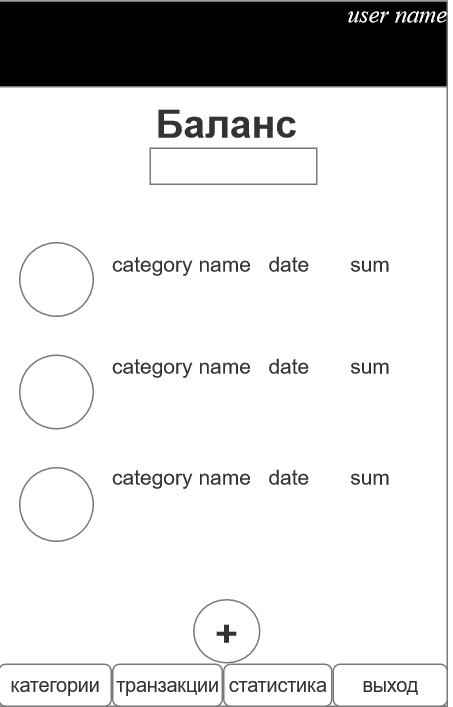 user name
Баланс
category name date sum
category name date sum
category name date sum
+
категории транзакции статистика выход